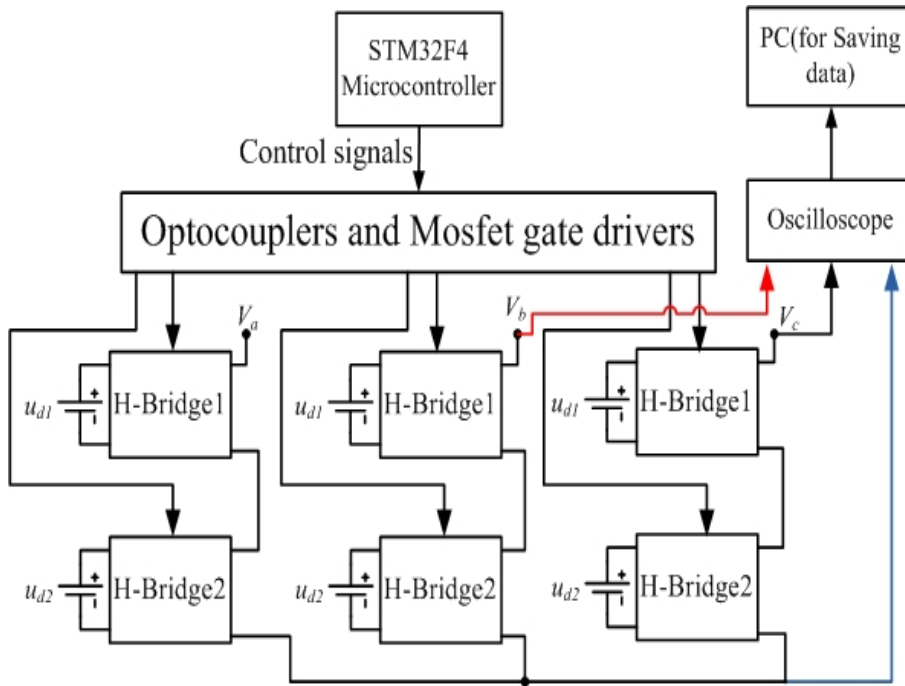 STM32F4
Microcontroller
PC(for Saving
data)
Control signals
Oscilloscope
Optocouplers and Mosfet gate drivers
Va
Vb
Vc
ud1
+
-
H-Bridge1
ud1
+
-
H-Bridge1
ud1
+
-
H-Bridge1
ud2
+
-
H-Bridge2
ud2
+
-
H-Bridge2
ud2
+
-
H-Bridge2